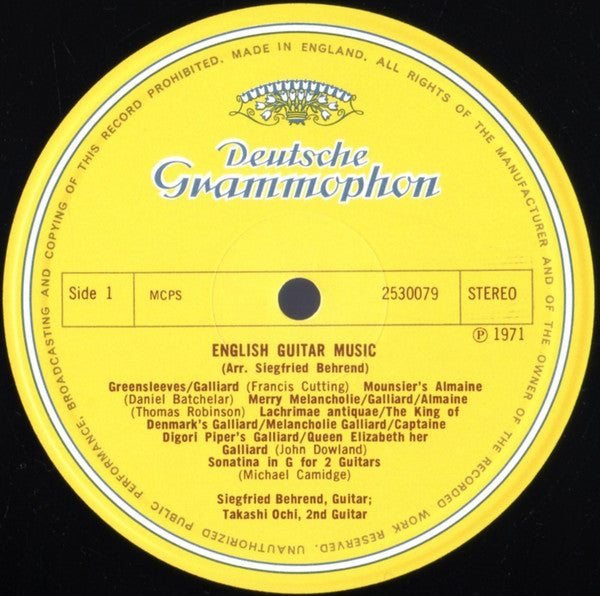 BROADCASTING AND COPYING OF THIS RECORD PROHIBITED. MADE IN ENGLAND. ALL RIGHTS OF THE MANUFACTURER AND OF THE OWNER OF THE RECORDED WORK RESERVED. UNAUTHORIZED PUBLIC PERFORMANCE,
Deutsche
Grammophon
Side 1 MCPS 2530079 STEREO
Ⓟ 1971
ENGLISH GUITAR MUSIC
(Arr. Siegfried Behrend)
Greensleeves/Galliard (Francis Cutting) Mounsier's Almaine
(Daniel Batchelar) Merry Melancholie/Galliard/Almaine
(Thomas Robinson) Lachrimae antiquae/The King of
Denmark's Galliard/Melancholie Galliard/Captaine
Digori Piper's Galliard/Queen Elizabeth her
Galliard (John Dowland)
Sonatina in G for 2 Guitars
(Michael Camidge)
Siegfried Behrend, Guitar;
Takashi Ochi, 2nd Guitar